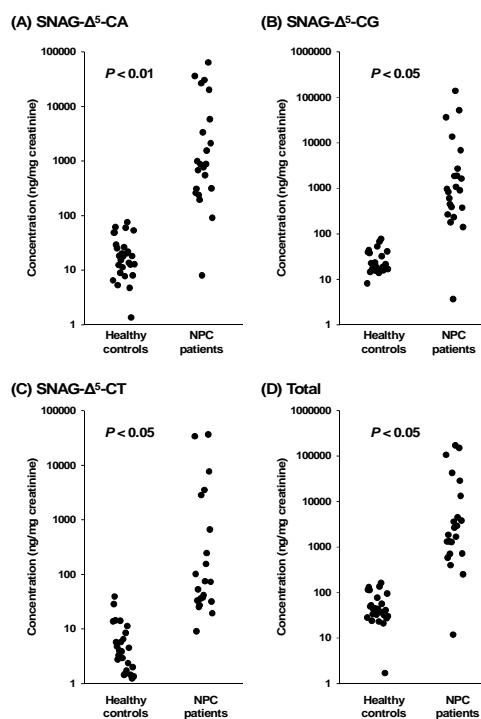 (A) SNAG-Δ⁵-CA
Concentration (ng/mg creatinine)
100000
10000
1000
100
10
1
P < 0.01
Healthy controls
NPC patients
(B) SNAG-Δ⁵-CG
Concentration (ng/mg creatinine)
1000000
100000
10000
1000
100
10
1
P < 0.05
Healthy controls
NPC patients
(C) SNAG-Δ⁵-CT
Concentration (ng/mg creatinine)
100000
10000
1000
100
10
1
P < 0.05
Healthy controls
NPC patients
(D) Total
Concentration (ng/mg creatinine)
1000000
100000
10000
1000
100
10
1
P < 0.05
Healthy controls
NPC patients